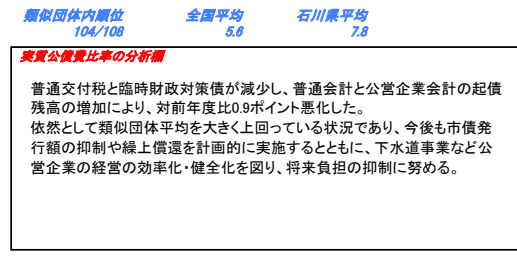 類似団体内順位 全国平均 石川県平均
104/108 5.6 7.8
実質公債費比率の分析欄
普通交付税と臨時財政対策債が減少し、普通会計と公営企業会計の起債
残高の増加により、対前年度比0.9ポイント悪化した。
依然として類似団体平均を大きく上回っている状況であり、今後も市債発
行額の抑制や繰上償還を計画的に実施するとともに、下水道事業など公
営企業の経営の効率化・健全化を図り、将来負担の抑制に努める。